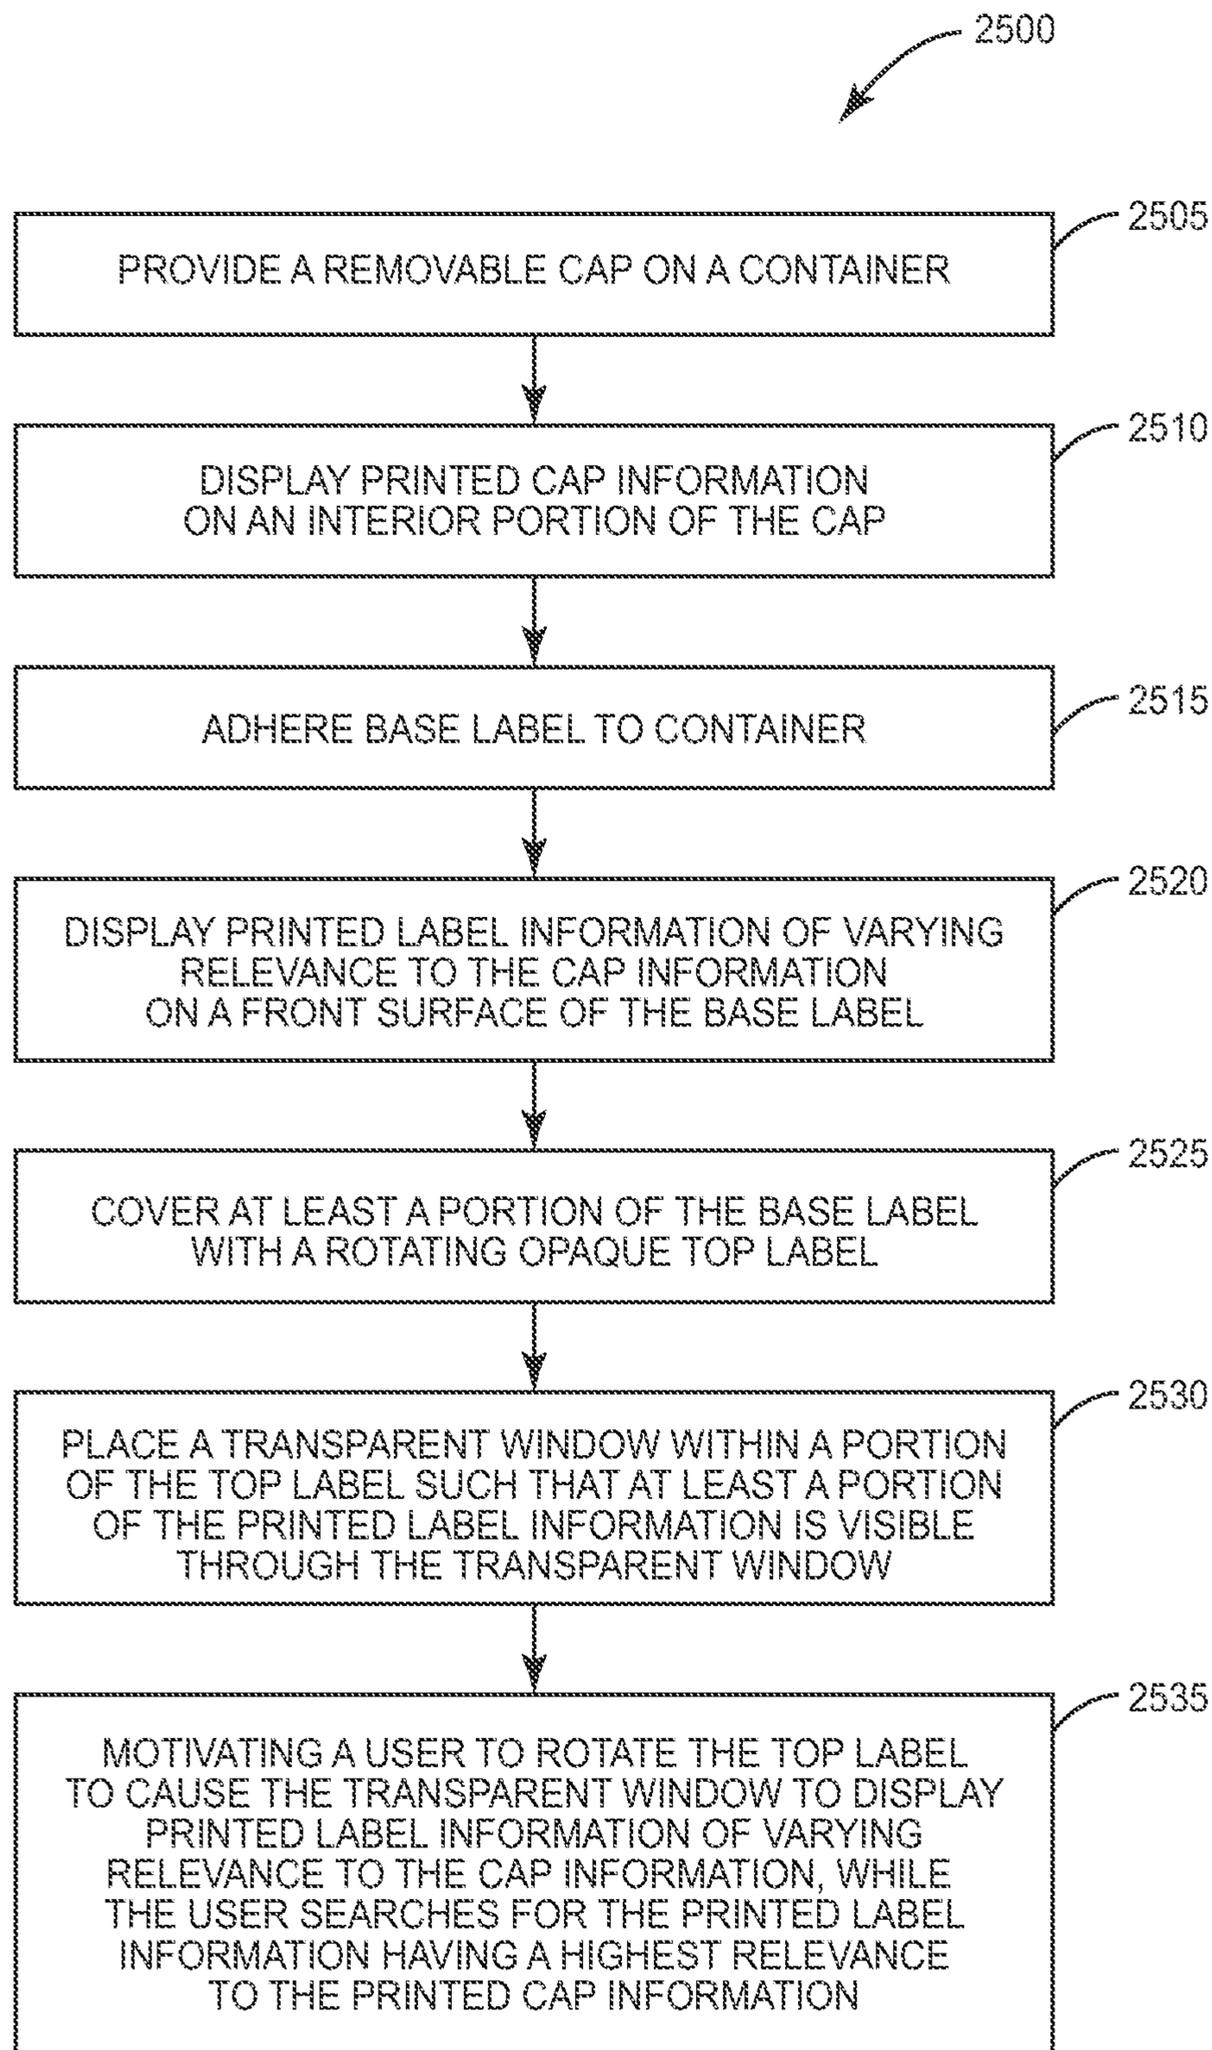 2500
2505
PROVIDE A REMOVABLE CAP ON A CONTAINER
2510
DISPLAY PRINTED CAP INFORMATION
ON AN INTERIOR PORTION OF THE CAP
2515
ADHERE BASE LABEL TO CONTAINER
2520
DISPLAY PRINTED LABEL INFORMATION OF VARYING
RELEVANCE TO THE CAP INFORMATION
ON A FRONT SURFACE OF THE BASE LABEL
2525
COVER AT LEAST A PORTION OF THE BASE LABEL
WITH A ROTATING OPAQUE TOP LABEL
2530
PLACE A TRANSPARENT WINDOW WITHIN A PORTION
OF THE TOP LABEL SUCH THAT AT LEAST A PORTION
OF THE PRINTED LABEL INFORMATION IS VISIBLE
THROUGH THE TRANSPARENT WINDOW
2535
MOTIVATING A USER TO ROTATE THE TOP LABEL
TO CAUSE THE TRANSPARENT WINDOW TO DISPLAY
PRINTED LABEL INFORMATION OF VARYING
RELEVANCE TO THE CAP INFORMATION, WHILE
THE USER SEARCHES FOR THE PRINTED LABEL
INFORMATION HAVING A HIGHEST RELEVANCE
TO THE PRINTED CAP INFORMATION